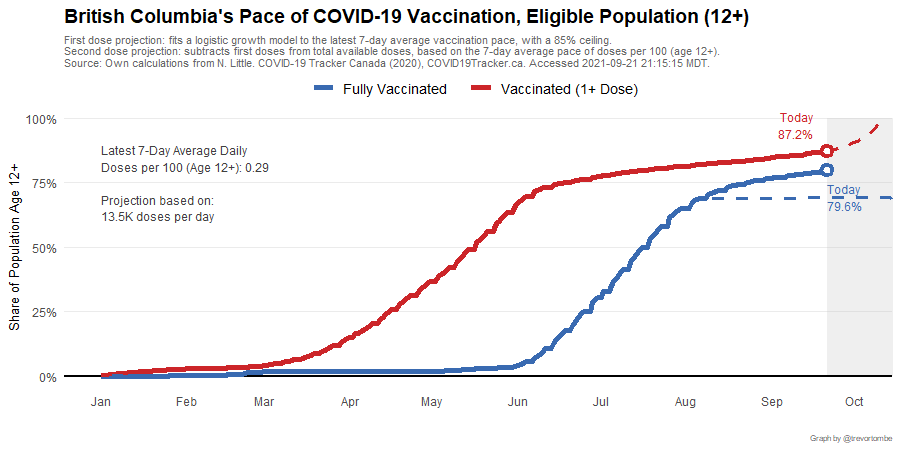 British Columbia's Pace of COVID-19 Vaccination, Eligible Population (12+)
First dose projection: fits a logistic growth model to the latest 7-day average vaccination pace, with a 85% ceiling.
Second dose projection: subtracts first doses from total available doses, based on the 7-day average pace of doses per 100 (age 12+).
Source: Own calculations from N. Little. COVID-19 Tracker Canada (2020), COVID19Tracker.ca. Accessed 2021-09-21 21:15:15 MDT.
Fully Vaccinated
Vaccinated (1+ Dose)
Share of Population Age 12+
100%
75%
50%
25%
0%
Latest 7-Day Average Daily
Doses per 100 (Age 12+): 0.29
Projection based on:
13.5K doses per day
Today
87.2%
Today
79.6%
Jan
Feb
Mar
Apr
May
Jun
Jul
Aug
Sep
Oct
Graph by @trevortombe